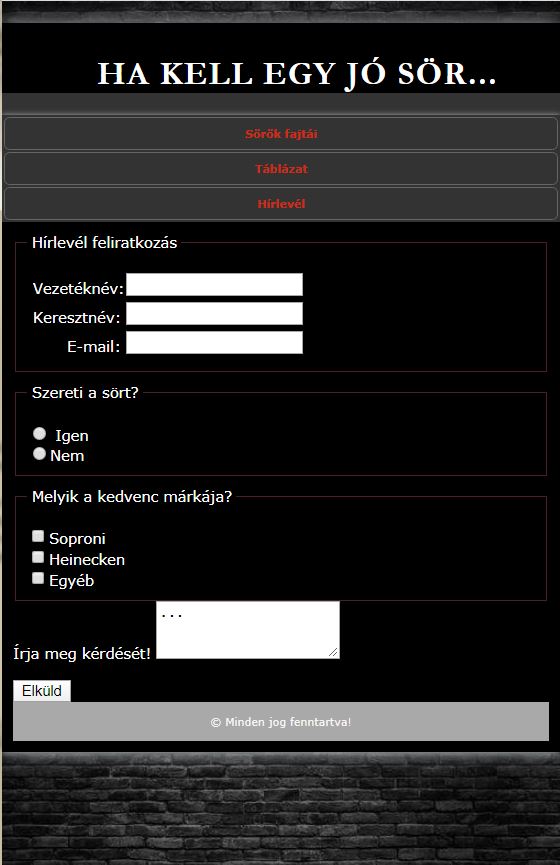 HA KELL EGY JÓ SÖR...
Sörök fajtái
Táblázat
Hírlevél
Hírlevél feliratkozás
Vezetéknév:
Keresztnév:
E-mail:
Szereti a sört?
Igen
Nem
Melyik a kedvenc márkája?
Soproni
Heinecken
Egyéb
...
Írja meg kérdését!
Elküld
© Minden jog fenntartva!